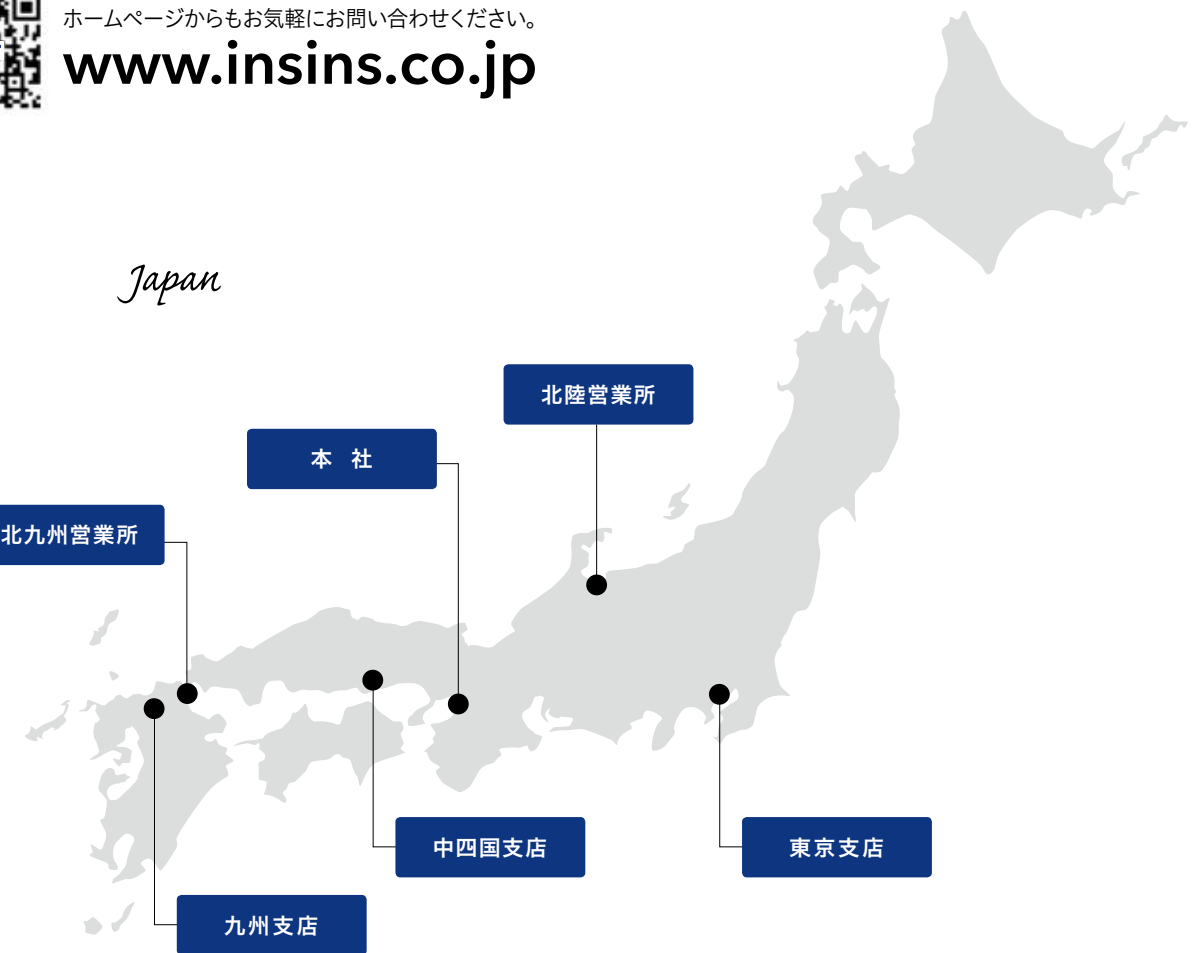 ホームページからもお気軽にお問い合わせください。
www.insins.co.jp
Japan
北陸営業所
本 社
北九州営業所
中四国支店
東京支店
九州支店